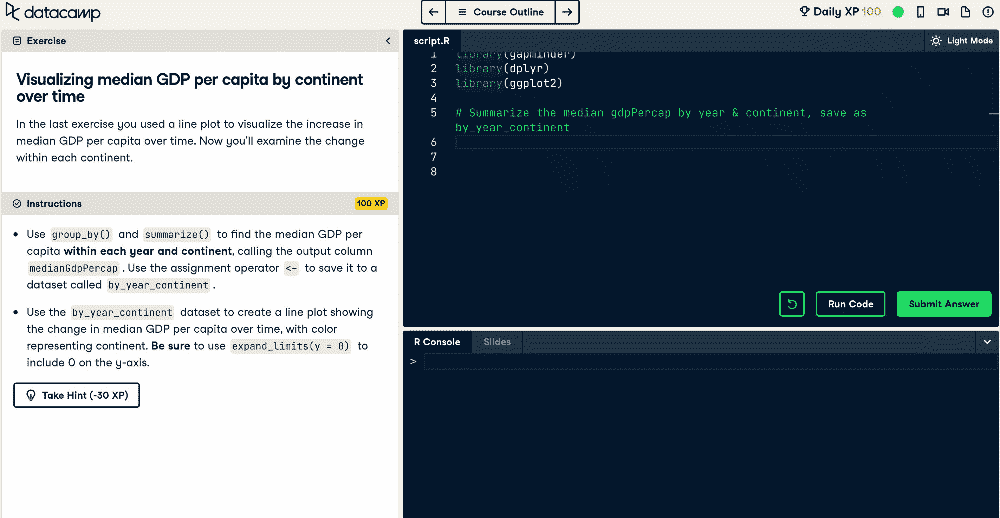 datacamp
Course Outline
Daily XP 100
Exercise
Visualizing median GDP per capita by continent
over time
In the last exercise you used a line plot to visualize the increase in
median GDP per capita over time. Now you'll examine the change
within each continent.
Instructions
100 XP
Use group_by() and summarize() to find the median GDP per
capita within each year and continent, calling the output column
medianGdpPercap . Use the assignment operator <- to save it to a
dataset called by_year_continent .
Use the by_year_continent dataset to create a line plot showing
the change in median GDP per capita over time, with color
representing continent. Be sure to use expand_limits(y = 0) to
include 0 on the y-axis.
Take Hint (-30 XP)
script.R
Light Mode
1 library(gapminder)
2 library(dplyr)
3 library(ggplot2)
4
5 # Summarize the median gdpPercap by year & continent, save as
by_year_continent
6
7
8
Run Code
Submit Answer
R Console
Slides
>